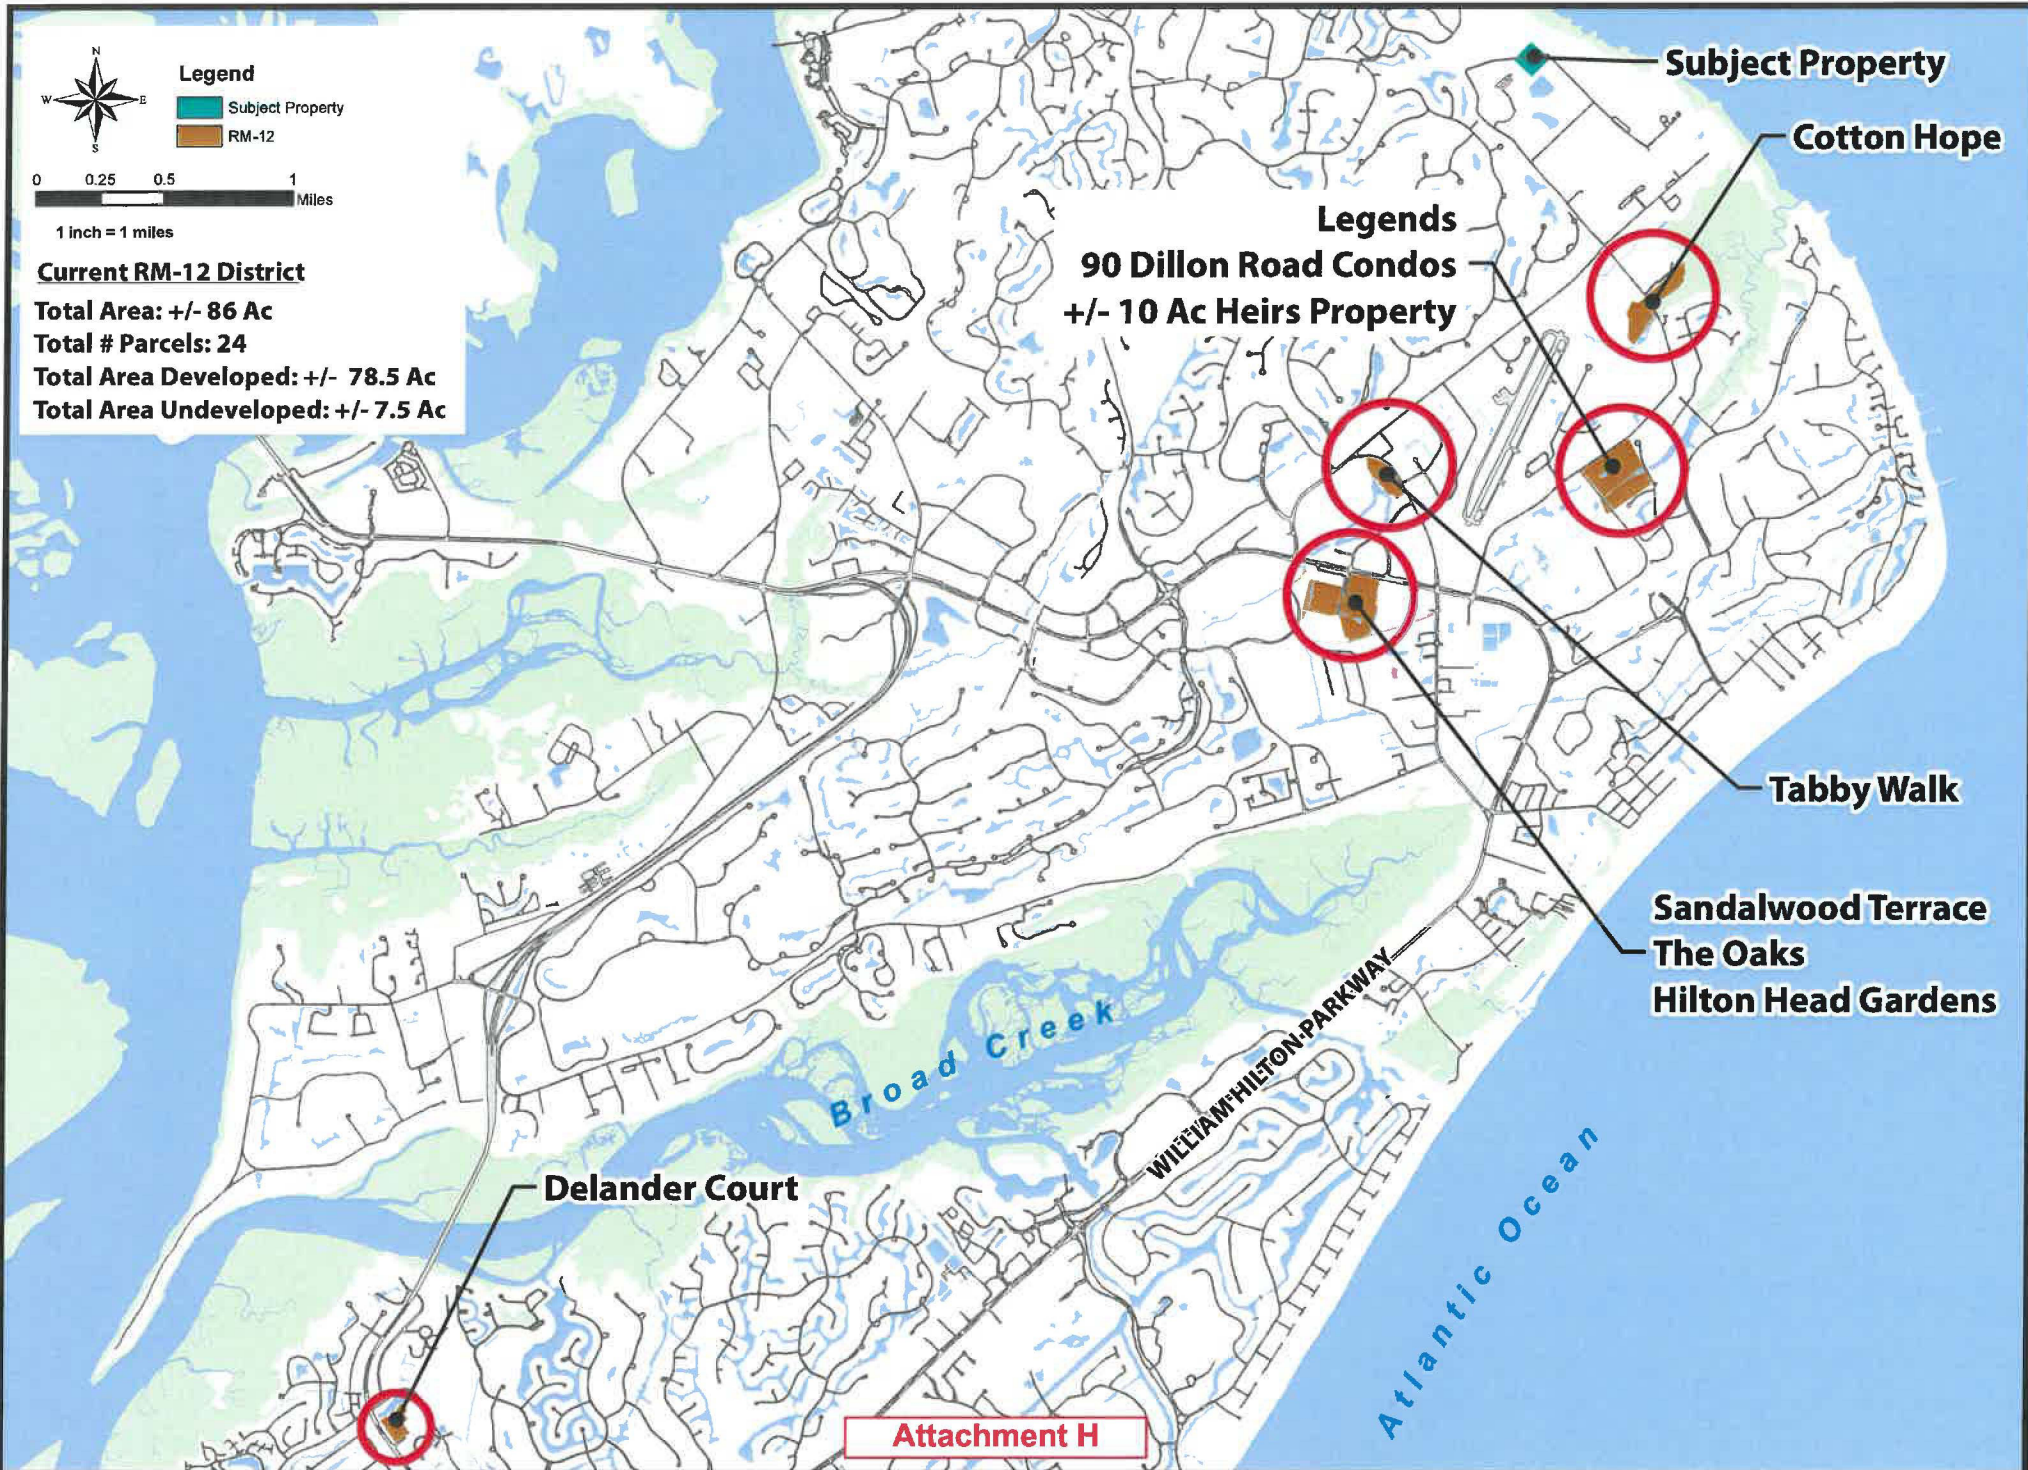 N
W E
S
Legend
Subject Property
RM-12
0 0.25 0.5 1
Miles
1 inch = 1 miles
Current RM-12 District
Total Area: +/- 86 Ac
Total # Parcels: 24
Total Area Developed: +/- 78.5 Ac
Total Area Undeveloped: +/- 7.5 Ac
Subject Property
Cotton Hope
Legends
90 Dillon Road Condos
+/- 10 Ac Heirs Property
Tabby Walk
Sandalwood Terrace
The Oaks
Hilton Head Gardens
WILLIAM HILTON PARKWAY
Broad Creek
Delander Court
Atlantic Ocean
Attachment H